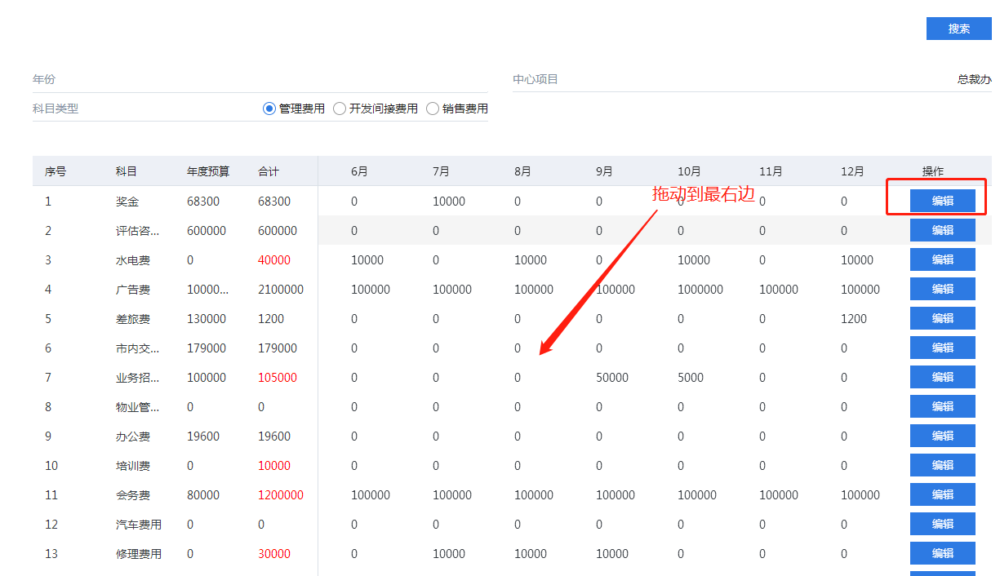 搜索
年份
中心项目 总裁办
科目类型 管理费用 开发间接费用 销售费用
序号 科目 年度预算 合计 6月 7月 8月 9月 10月 11月 12月 操作
拖动到最右边
1 奖金 68300 68300 0 10000 0 0 0 0 0 编辑
2 评估咨... 600000 600000 0 0 0 0 0 0 0 编辑
3 水电费 0 40000 10000 0 10000 0 10000 0 10000 编辑
4 广告费 10000... 2100000 100000 100000 100000 100000 1000000 100000 100000 编辑
5 差旅费 130000 1200 0 0 0 0 0 0 1200 编辑
6 市内交... 179000 179000 0 0 0 0 0 0 0 编辑
7 业务招... 100000 105000 0 0 0 50000 5000 0 0 编辑
8 物业管... 0 0 0 0 0 0 0 0 0 编辑
9 办公费 19600 19600 0 0 0 0 0 0 0 编辑
10 培训费 0 10000 0 0 0 0 0 0 0 编辑
11 会务费 80000 1200000 100000 100000 100000 100000 100000 100000 100000 编辑
12 汽车费用 0 0 0 0 0 0 0 0 0 编辑
13 修理费用 0 30000 0 10000 10000 10000 0 0 0 编辑